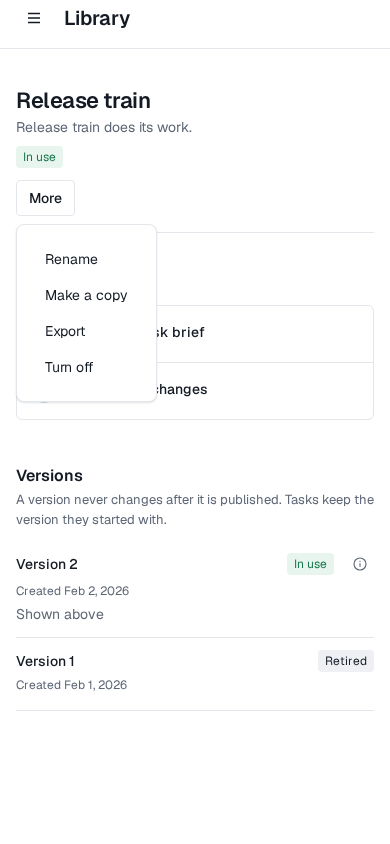 Library
Release train
Release train does its work.
In use
More
Rename
Make a copy
Export
Turn off
brief
changes
Versions
A version never changes after it is published. Tasks keep the
version they started with.
Version 2
In use
Created Feb 2, 2026
Shown above
Version 1
Retired
Created Feb 1, 2026